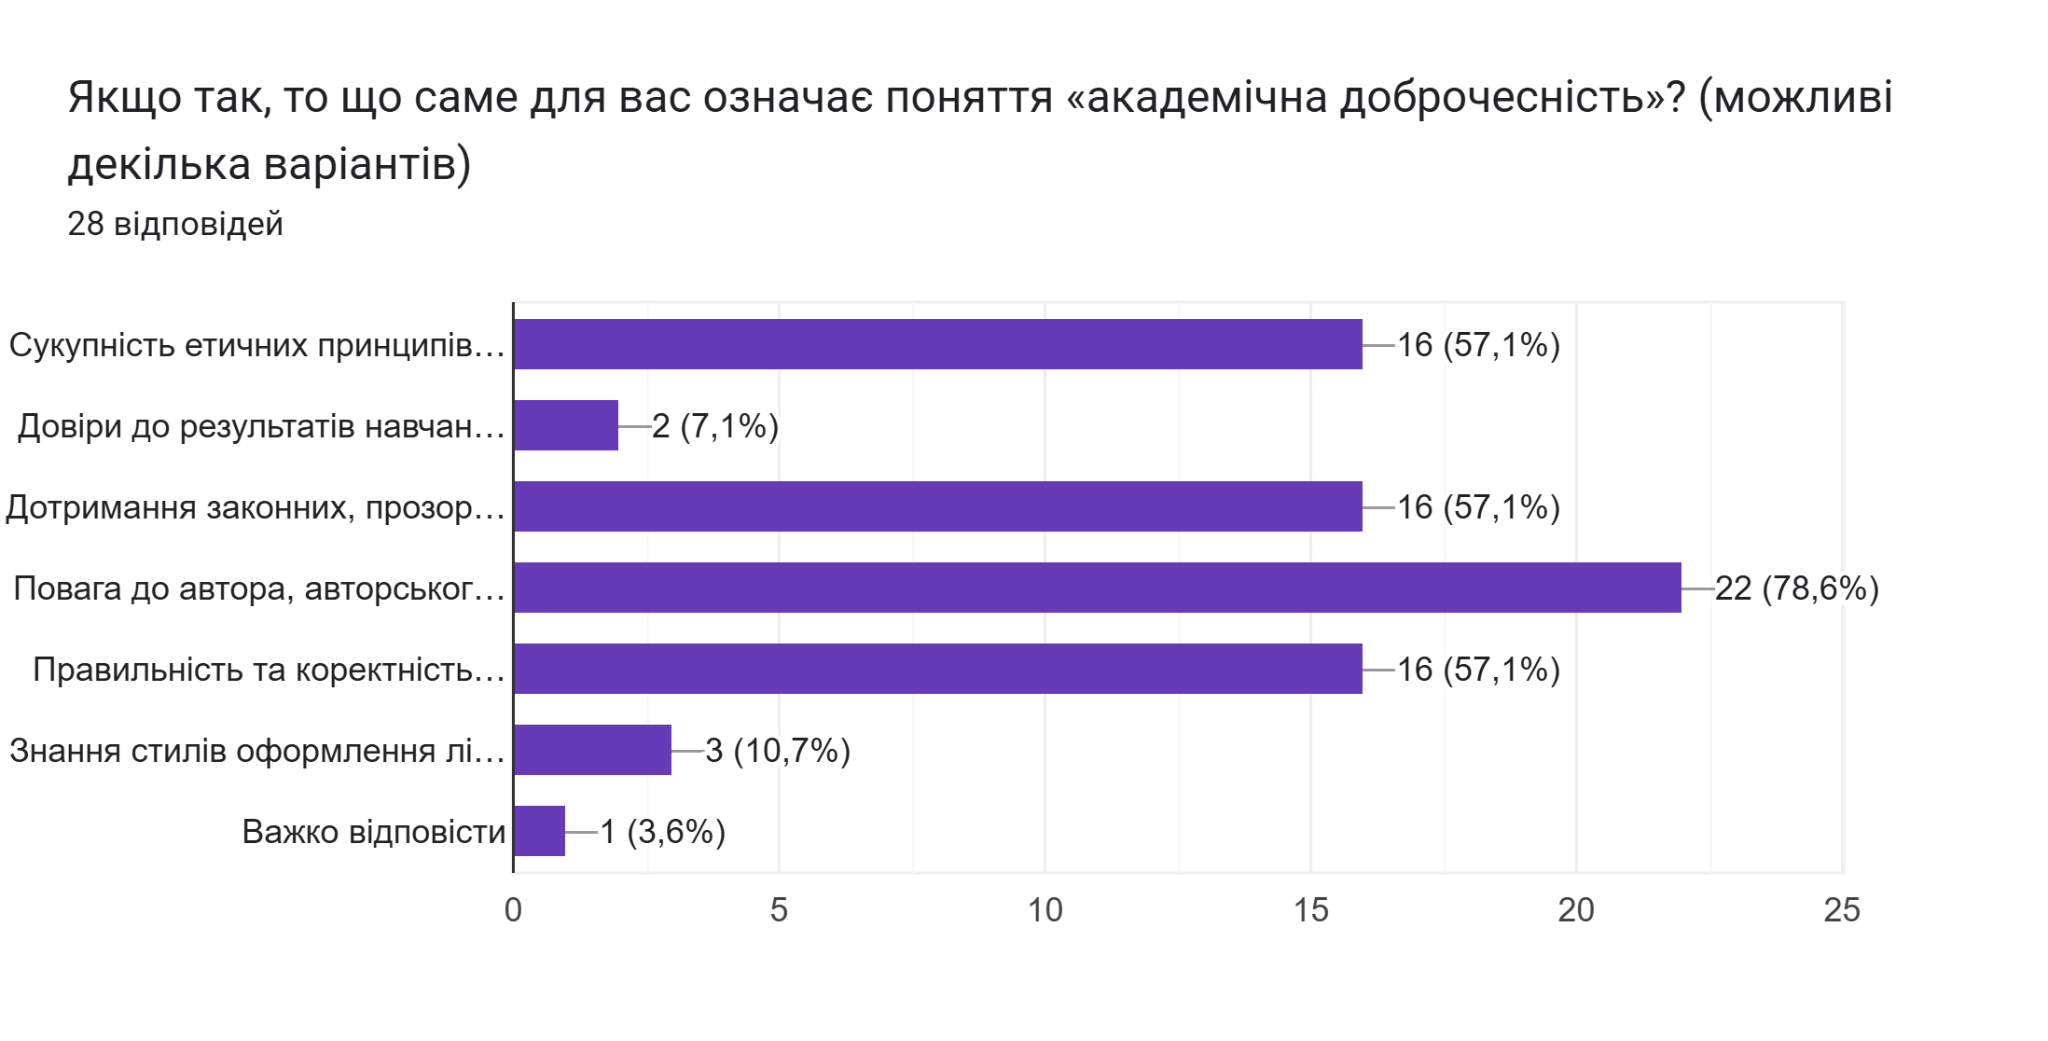 Якщо так, то що саме для вас означає поняття «академічна доброчесність»? (можливі
декілька варіантів)
28 відповідей
Сукупність етичних принципів…
16 (57,1%)
Довіри до результатів навчан…
2 (7,1%)
Дотримання законних, прозор…
16 (57,1%)
Повага до автора, авторськог…
22 (78,6%)
Правильність та коректність…
16 (57,1%)
Знання стилів оформлення лі…
3 (10,7%)
Важко відповісти
1 (3,6%)
0 5 10 15 20 25